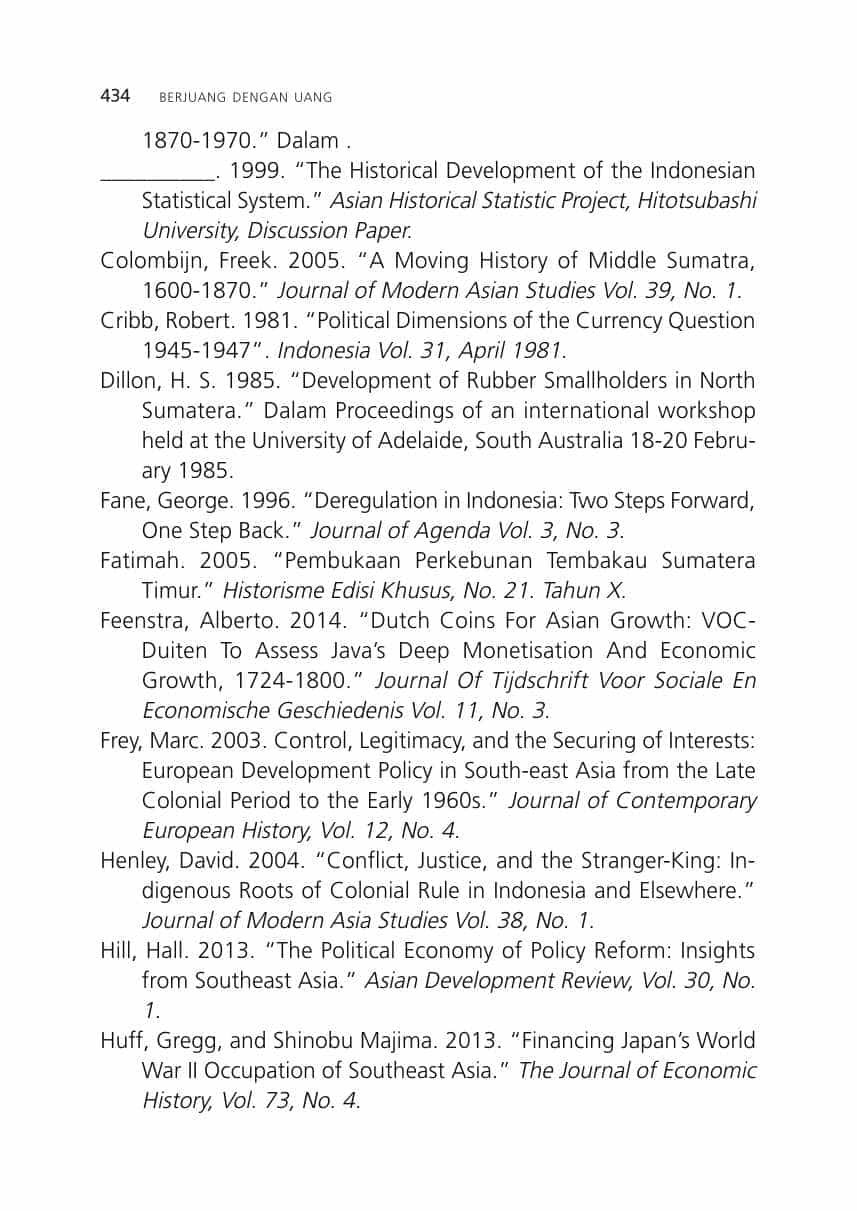 434 BERJUANG DENGAN UANG
1870-1970.” Dalam .
__________. 1999. “The Historical Development of the Indonesian
Statistical System.” Asian Historical Statistic Project, Hitotsubashi
University, Discussion Paper.
Colombijn, Freek. 2005. “A Moving History of Middle Sumatra,
1600-1870.” Journal of Modern Asian Studies Vol. 39, No. 1.
Cribb, Robert. 1981. “Political Dimensions of the Currency Question
1945-1947”. Indonesia Vol. 31, April 1981.
Dillon, H. S. 1985. “Development of Rubber Smallholders in North
Sumatera.” Dalam Proceedings of an international workshop
held at the University of Adelaide, South Australia 18-20 Febru-
ary 1985.
Fane, George. 1996. “Deregulation in Indonesia: Two Steps Forward,
One Step Back.” Journal of Agenda Vol. 3, No. 3.
Fatimah. 2005. “Pembukaan Perkebunan Tembakau Sumatera
Timur.” Historisme Edisi Khusus, No. 21. Tahun X.
Feenstra, Alberto. 2014. “Dutch Coins For Asian Growth: VOC-
Duiten To Assess Java’s Deep Monetisation And Economic
Growth, 1724-1800.” Journal Of Tijdschrift Voor Sociale En
Economische Geschiedenis Vol. 11, No. 3.
Frey, Marc. 2003. Control, Legitimacy, and the Securing of Interests:
European Development Policy in South-east Asia from the Late
Colonial Period to the Early 1960s.” Journal of Contemporary
European History, Vol. 12, No. 4.
Henley, David. 2004. “Conflict, Justice, and the Stranger-King: In-
digenous Roots of Colonial Rule in Indonesia and Elsewhere.”
Journal of Modern Asia Studies Vol. 38, No. 1.
Hill, Hall. 2013. “The Political Economy of Policy Reform: Insights
from Southeast Asia.” Asian Development Review, Vol. 30, No.
1.
Huff, Gregg, and Shinobu Majima. 2013. “Financing Japan’s World
War II Occupation of Southeast Asia.” The Journal of Economic
History, Vol. 73, No. 4.